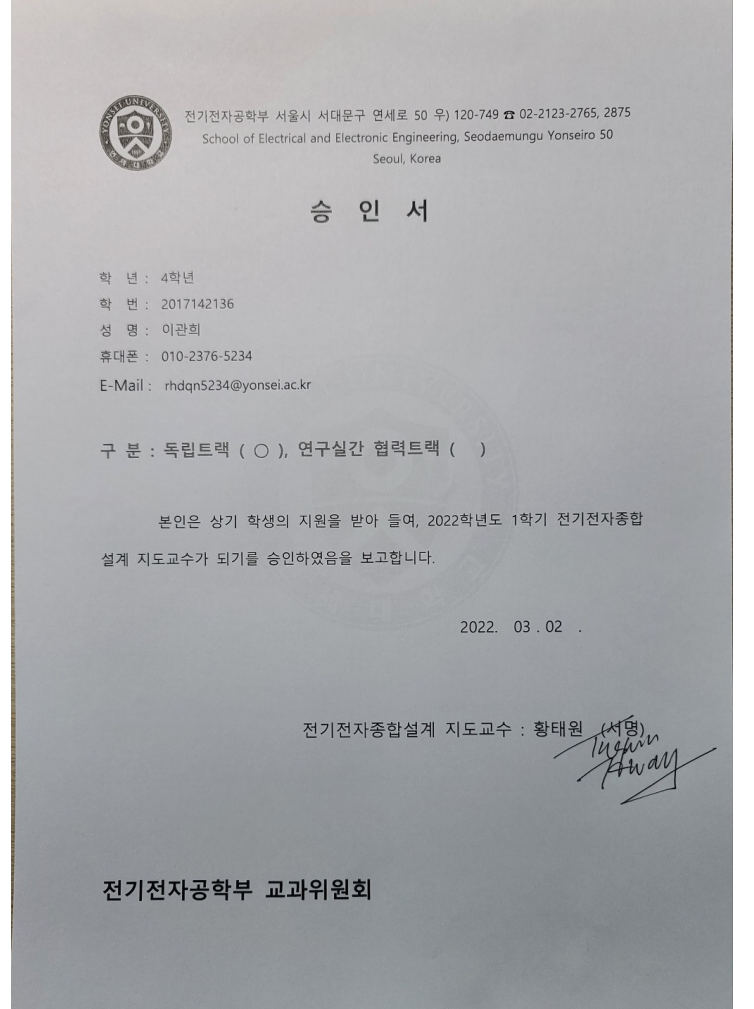 전기전자공학부 서울시 서대문구 연세로 50 우) 120-749 ☎ 02-2123-2765, 2875
School of Electrical and Electronic Engineering, Seodaemungu Yonseiro 50
Seoul, Korea
YONSEI UNIVERSITY
연세대학교
승 인 서
학 년 : 4학년
학 번 : 2017142136
성 명 : 이관희
휴대폰 : 010-2376-5234
E-Mail : rhdqn5234@yonsei.ac.kr
구 분 : 독립트랙 ( ○ ), 연구실간 협력트랙 ( )
본인은 상기 학생의 지원을 받아 들여, 2022학년도 1학기 전기전자종합
설계 지도교수가 되기를 승인하였음을 보고합니다.
2022. 03 . 02 .
전기전자종합설계 지도교수 : 황태원 (서명)
전기전자공학부 교과위원회